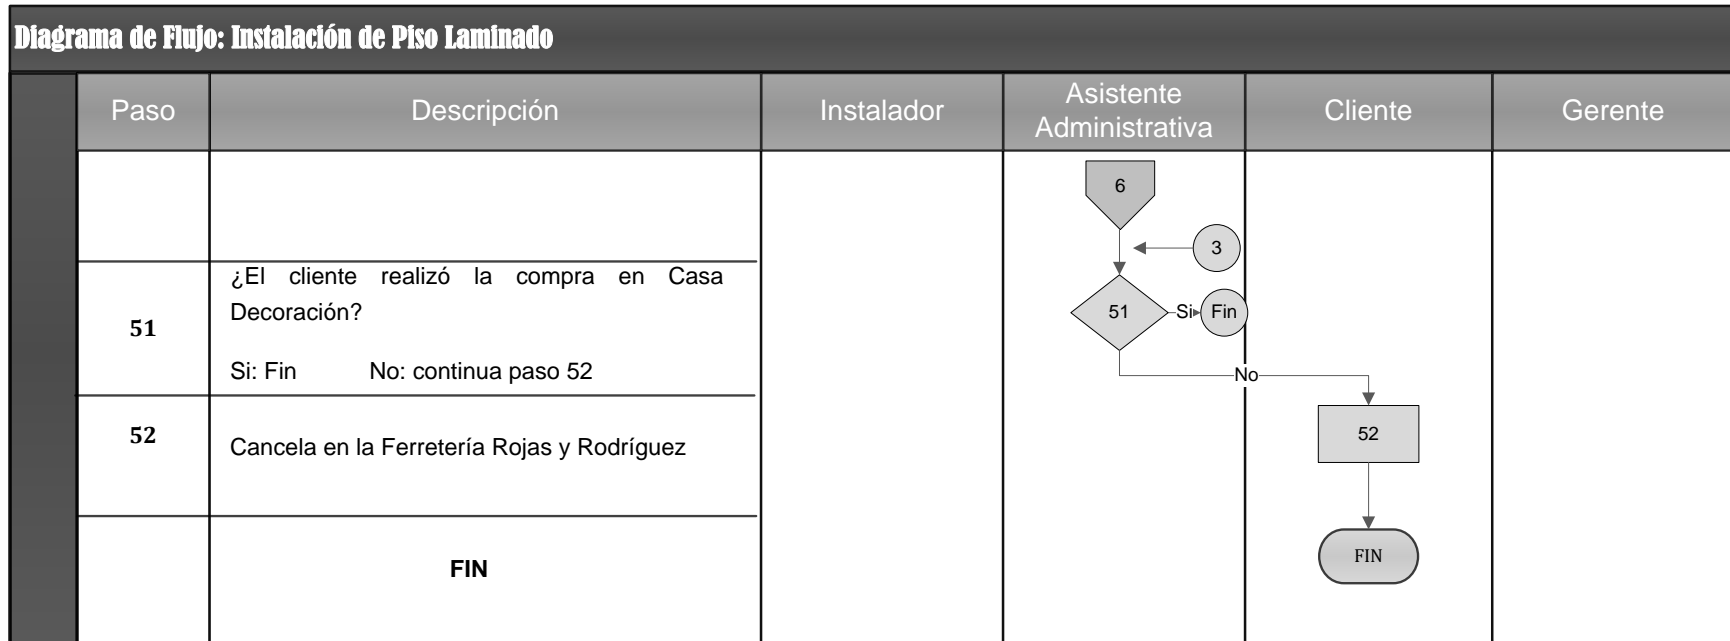 Diagrama de Flujo: Instalación de Piso Laminado
Paso
Descripción
Instalador
Asistente
Administrativa
Cliente
Gerente
6
3
¿El cliente realizó la compra en Casa
Decoración?
51
Si: Fin No: continua paso 52
51
Si
Fin
No
52
Cancela en la Ferretería Rojas y Rodríguez
52
FIN
FIN